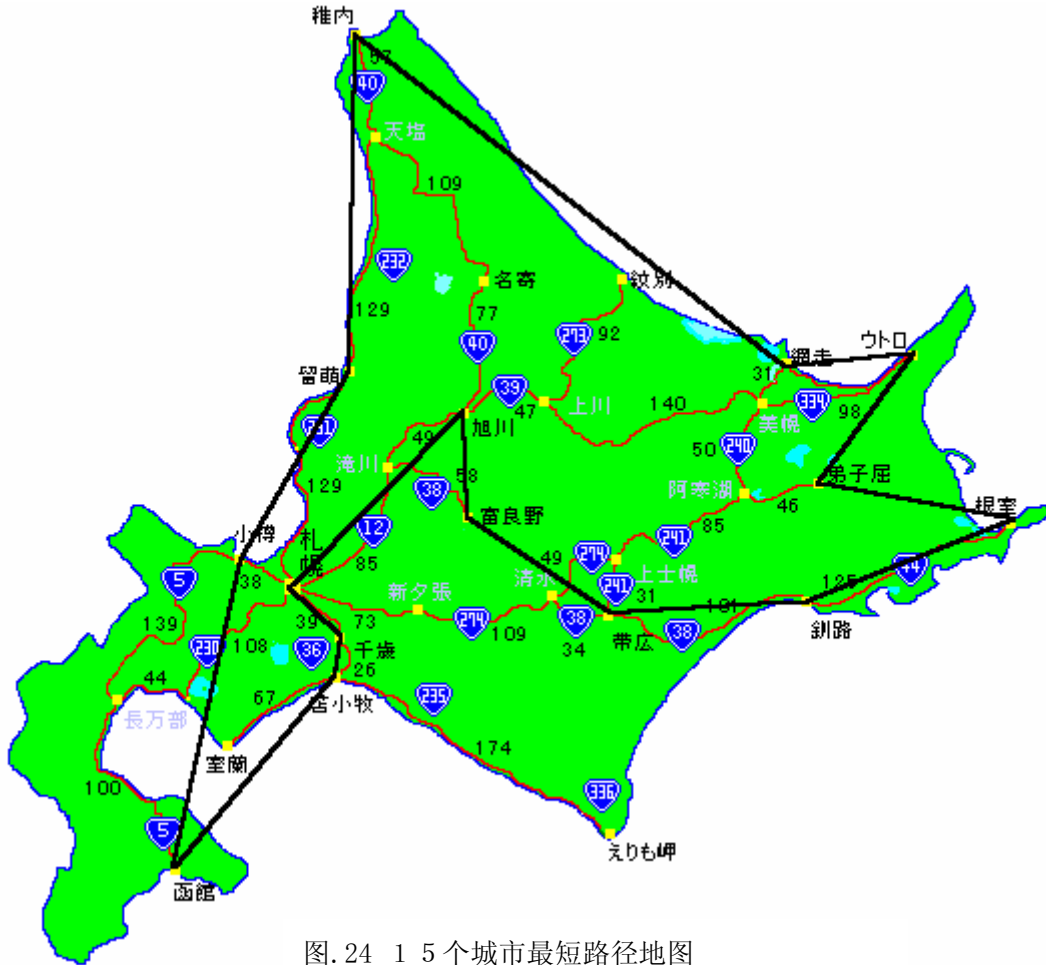 稚内
57
40
天塩
109
232
名寄
紋別
129
77
92
273
ウトロ
40
網走
留萌
39
31
334
上川
47
140
98
231
旭川
美幌
49
50
240
滝川
58
弟子屈
129
38
富良野
阿寒湖
46
根室
12
85
241
小樽
札幌
85
49
274
44
5
38
清水
241
上士幌
125
新夕張
31
139
39
73
274
109
38
101
釧路
230
108
36
千歳
34
帯広
38
44
26
67
235
長万部
苫小牧
174
室蘭
100
336
5
えりも岬
函館
图.24 15个城市最短路径地图